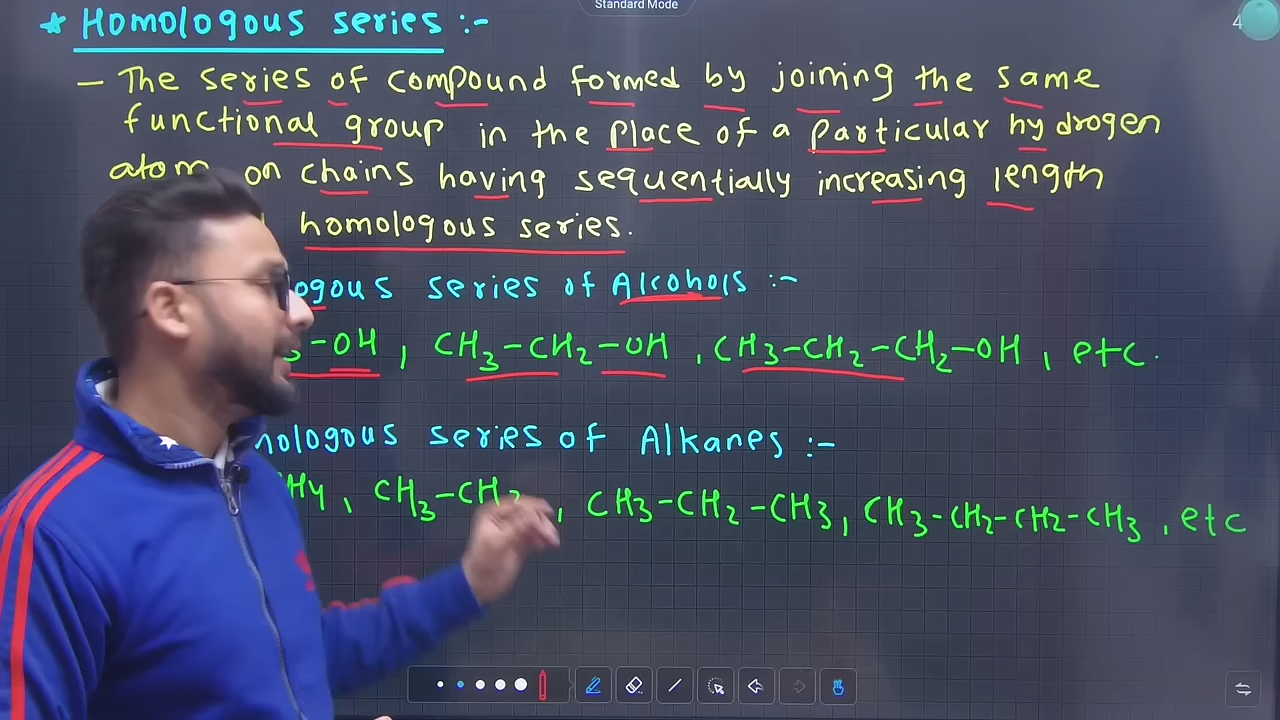 Standard Mode
4
* Homologous series :-
- The series of compound formed by joining the same
functional group in the place of a particular hydrogen
atom on chains having sequentially increasing length
homologous series.
ogous series of Alcohols :-
-OH, CH3-CH2-OH, CH3-CH2-CH2-OH, etc.
mologous series of Alkanes :-
H4, CH3-CH3, CH3-CH2-CH3, CH3-CH2-CH2-CH3, etc